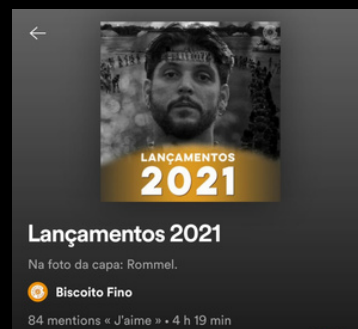 LANÇAMENTOS
2021
Lançamentos 2021
Na foto da capa: Rommel.
Biscoito Fino
84 mentions « J'aime » • 4 h 19 min